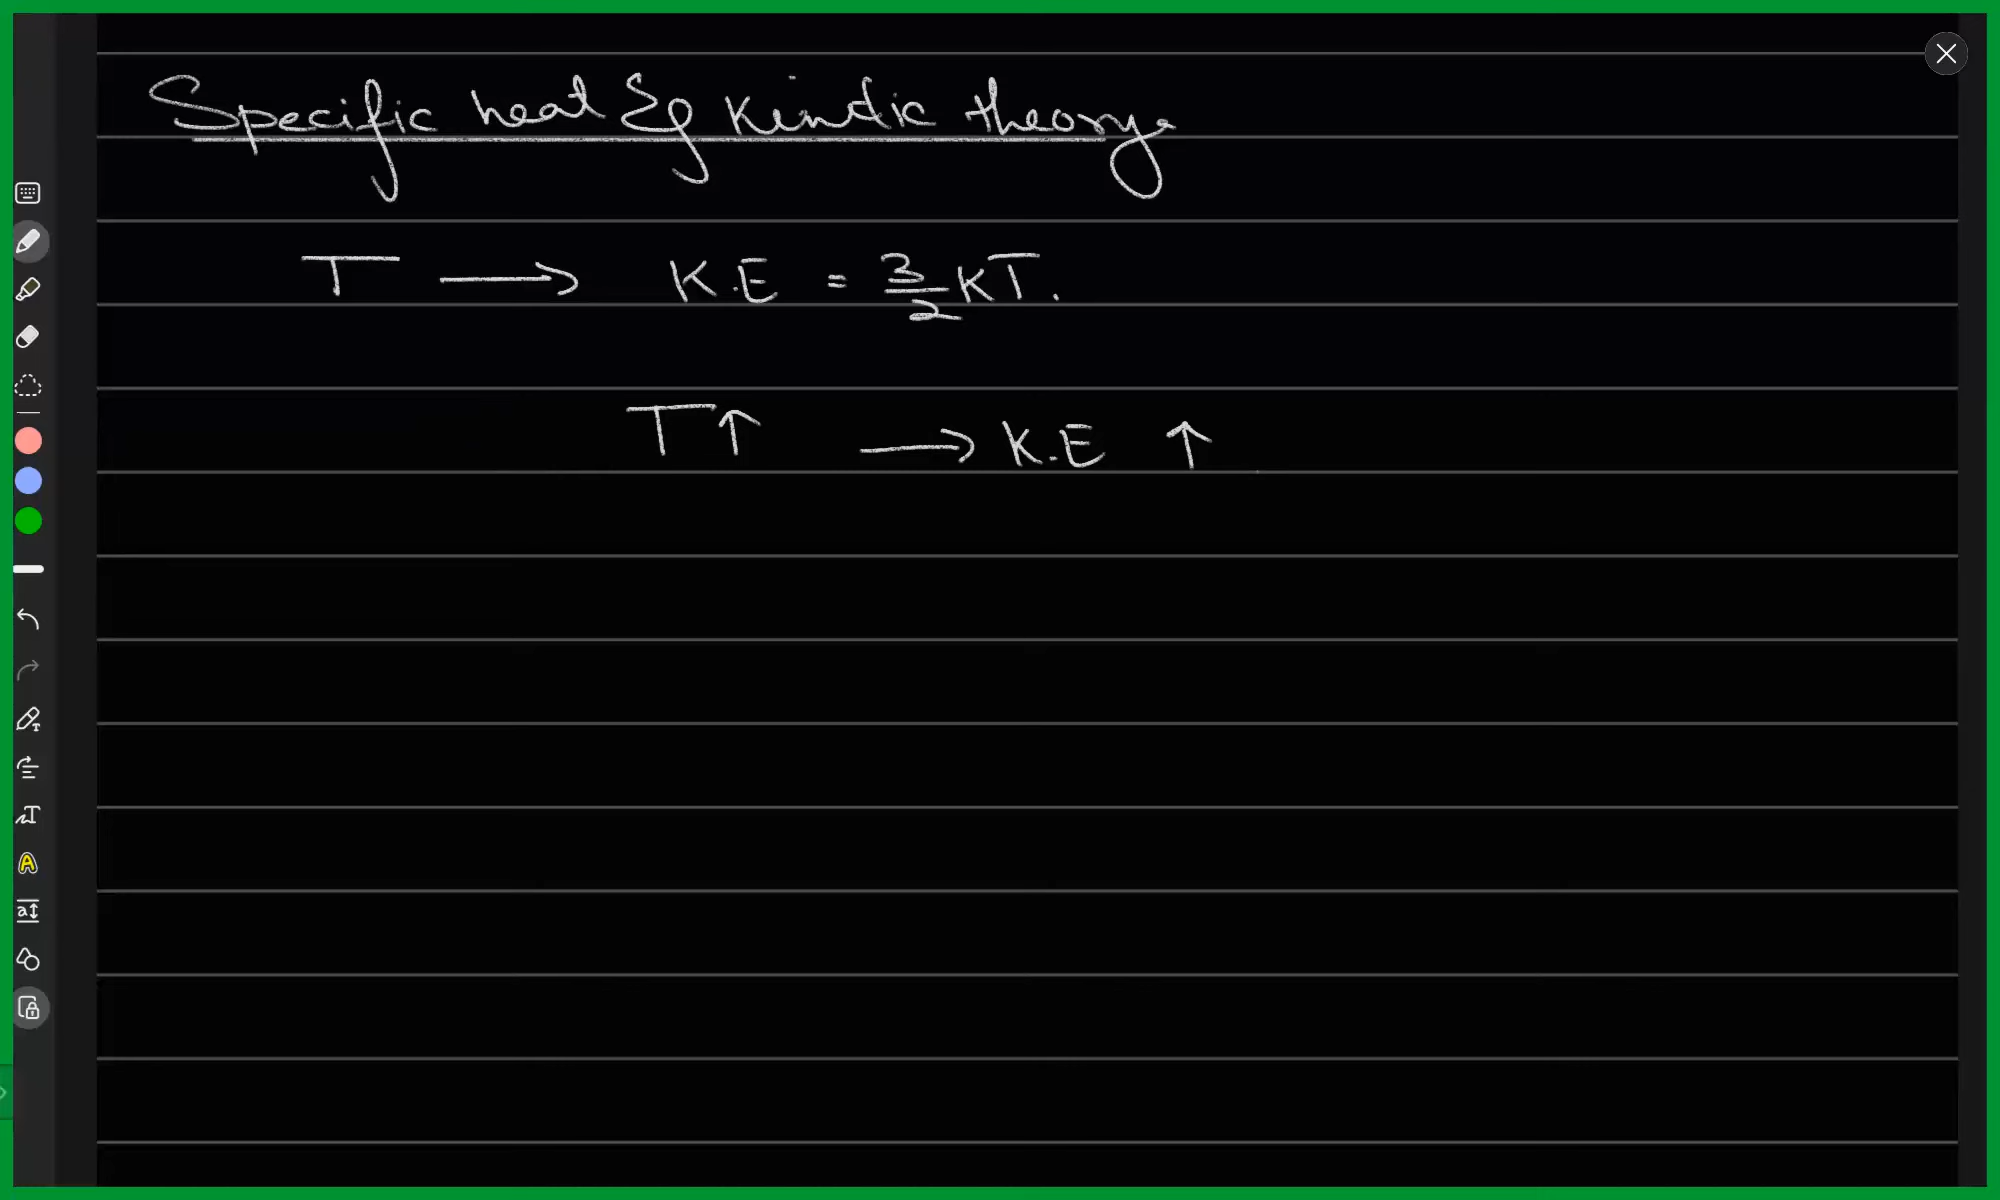 Specific heat & kinetic theory
T → K.E = 3/2 KT.
T↑ → K.E ↑